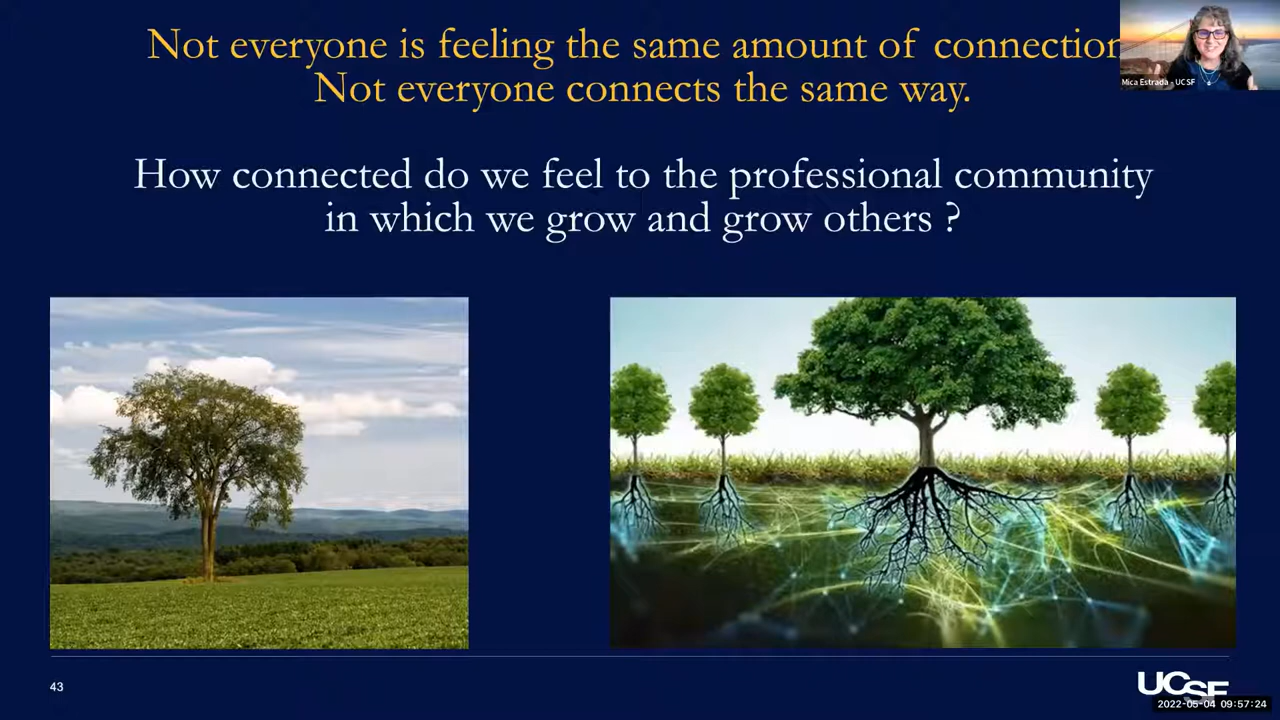 Not everyone is feeling the same amount of connection
Not everyone connects the same way.
How connected do we feel to the professional community
in which we grow and grow others ?
Mica Estrada - UCSF
43
UCSF
2022-05-04 09:57:24